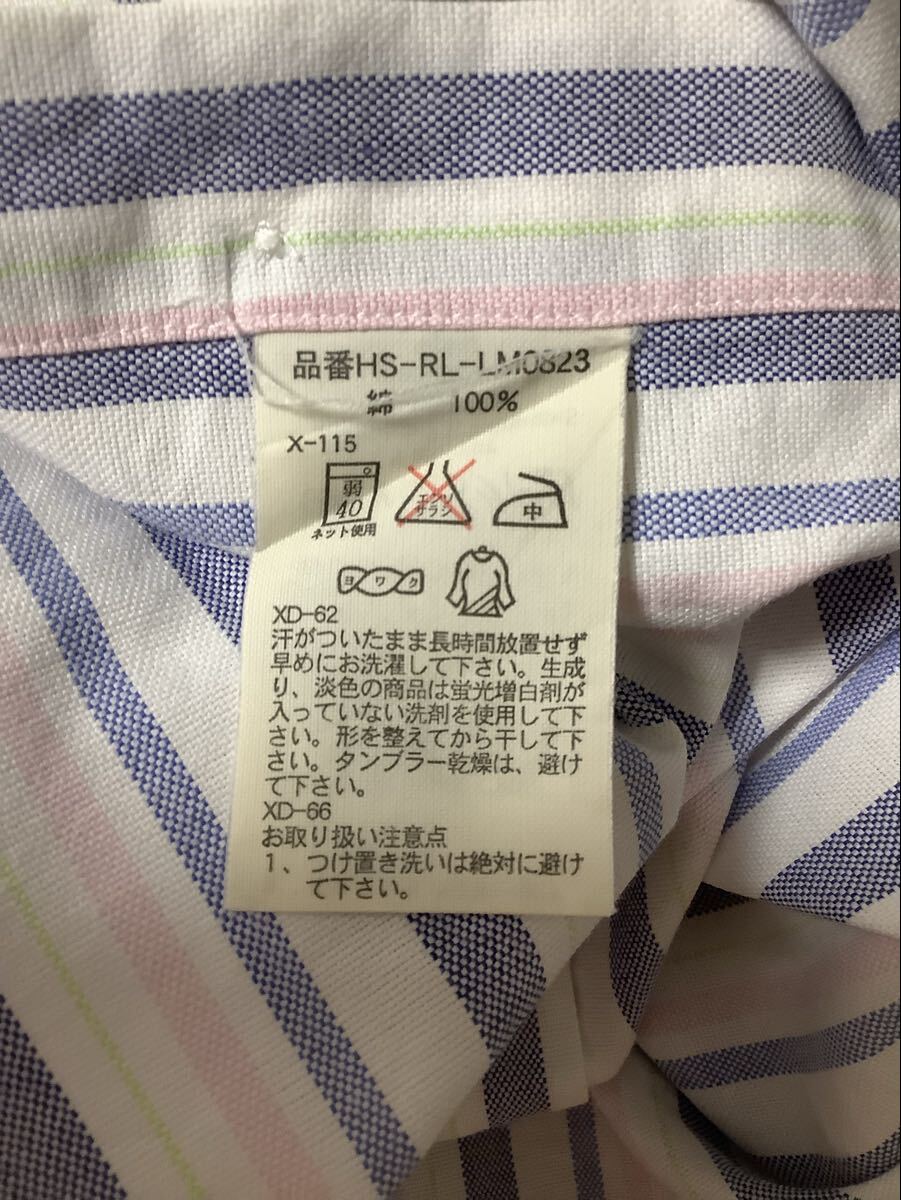 品番HS-RL-LM0823
綿 100%
X-115
弱
40
ネット使用
エンソ
サラシ
中
ヨワク
XD-62
汗がついたまま長時間放置せず
早めにお洗濯して下さい。生成
り、淡色の商品は蛍光増白剤が
入っていない洗剤を使用して下
さい。形を整えてから干して下
さい。タンブラー乾燥は、避け
て下さい。
XD-66
お取り扱い注意点
1、つけ置き洗いは絶対に避け
て下さい。